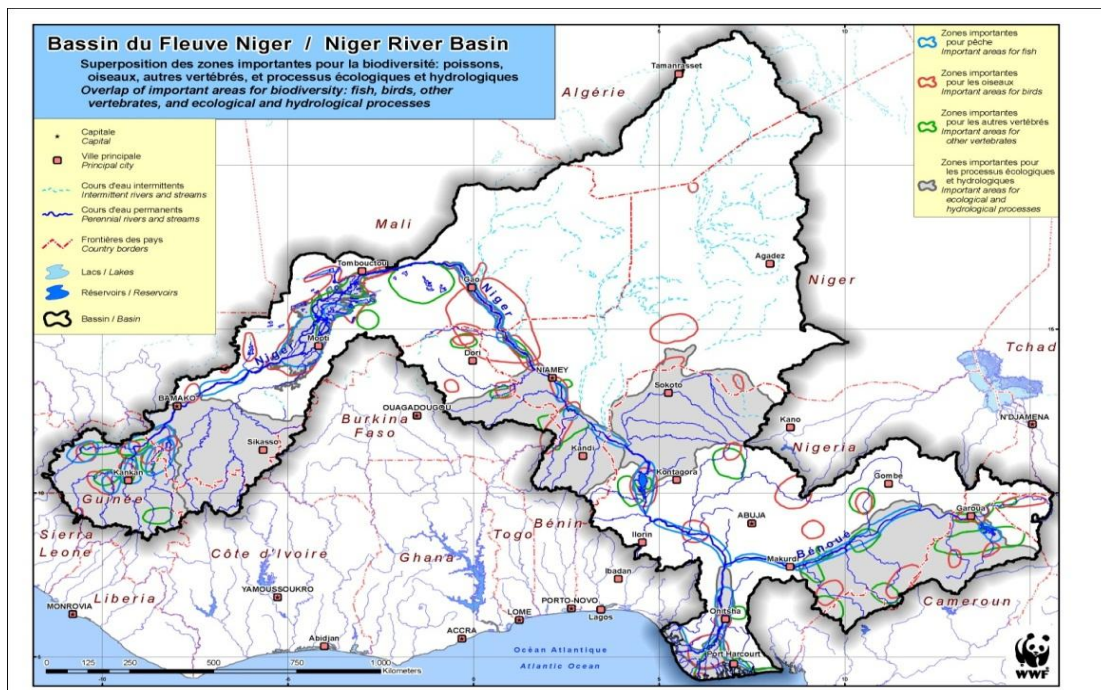 Bassin du Fleuve Niger / Niger River Basin
Superposition des zones importantes pour la biodiversité: poissons,
oiseaux, autres vertébrés, et processus écologiques et hydrologiques
Overlap of important areas for biodiversity: fish, birds, other
vertebrates, and ecological and hydrological processes
Capitale
Capital
Ville principale
Principal city
Cours d'eau intermittents
Intermittent rivers and streams
Cours d'eau permanents
Perennial rivers and streams
Frontières des pays
Country borders
Lacs / Lakes
Réservoirs / Reservoirs
Bassin / Basin
Zones importantes
pour pêche
Important areas for fish
Zones importantes
pour les oiseaux
Important areas for birds
Zones importantes
pour les autres vertébrés
Important areas for
other vertebrates
Zones importantes pour
les processus écologiques
et hydrologiques
Important areas for
ecological and
hydrological processes
5
10
Tamanrasset
Algérie
Mali
Tombouctou
Agadez
Gao
Niger
Niger
15
Mopti
Niger
Dori
Tchad
NIAMEY
Sokoto
BAMAKO
OUAGADOUGOU
Burkina
Faso
Kano
N'DJAMENA
Nigeria
Sikasso
Kandi
Kankan
Kontagora
Gombe
10
Guinée
Garoua
ABUJA
Bénin
Sierra
Leone
Côte d'Ivoire
Ghana
Togo
Ilorin
Bénoué
Makurdi
Ibadan
YAMOUSSOUKRO
Liberia
Cameroun
MONROVIA
PORTO-NOVO
Lagos
LOME
Onitsha
ACCRA
Abidjan
Océan Atlantique
Atlantic Ocean
Port Harcourt
0 125 250 500 750 1 000
Kilometers
10
5
5
10
WWF